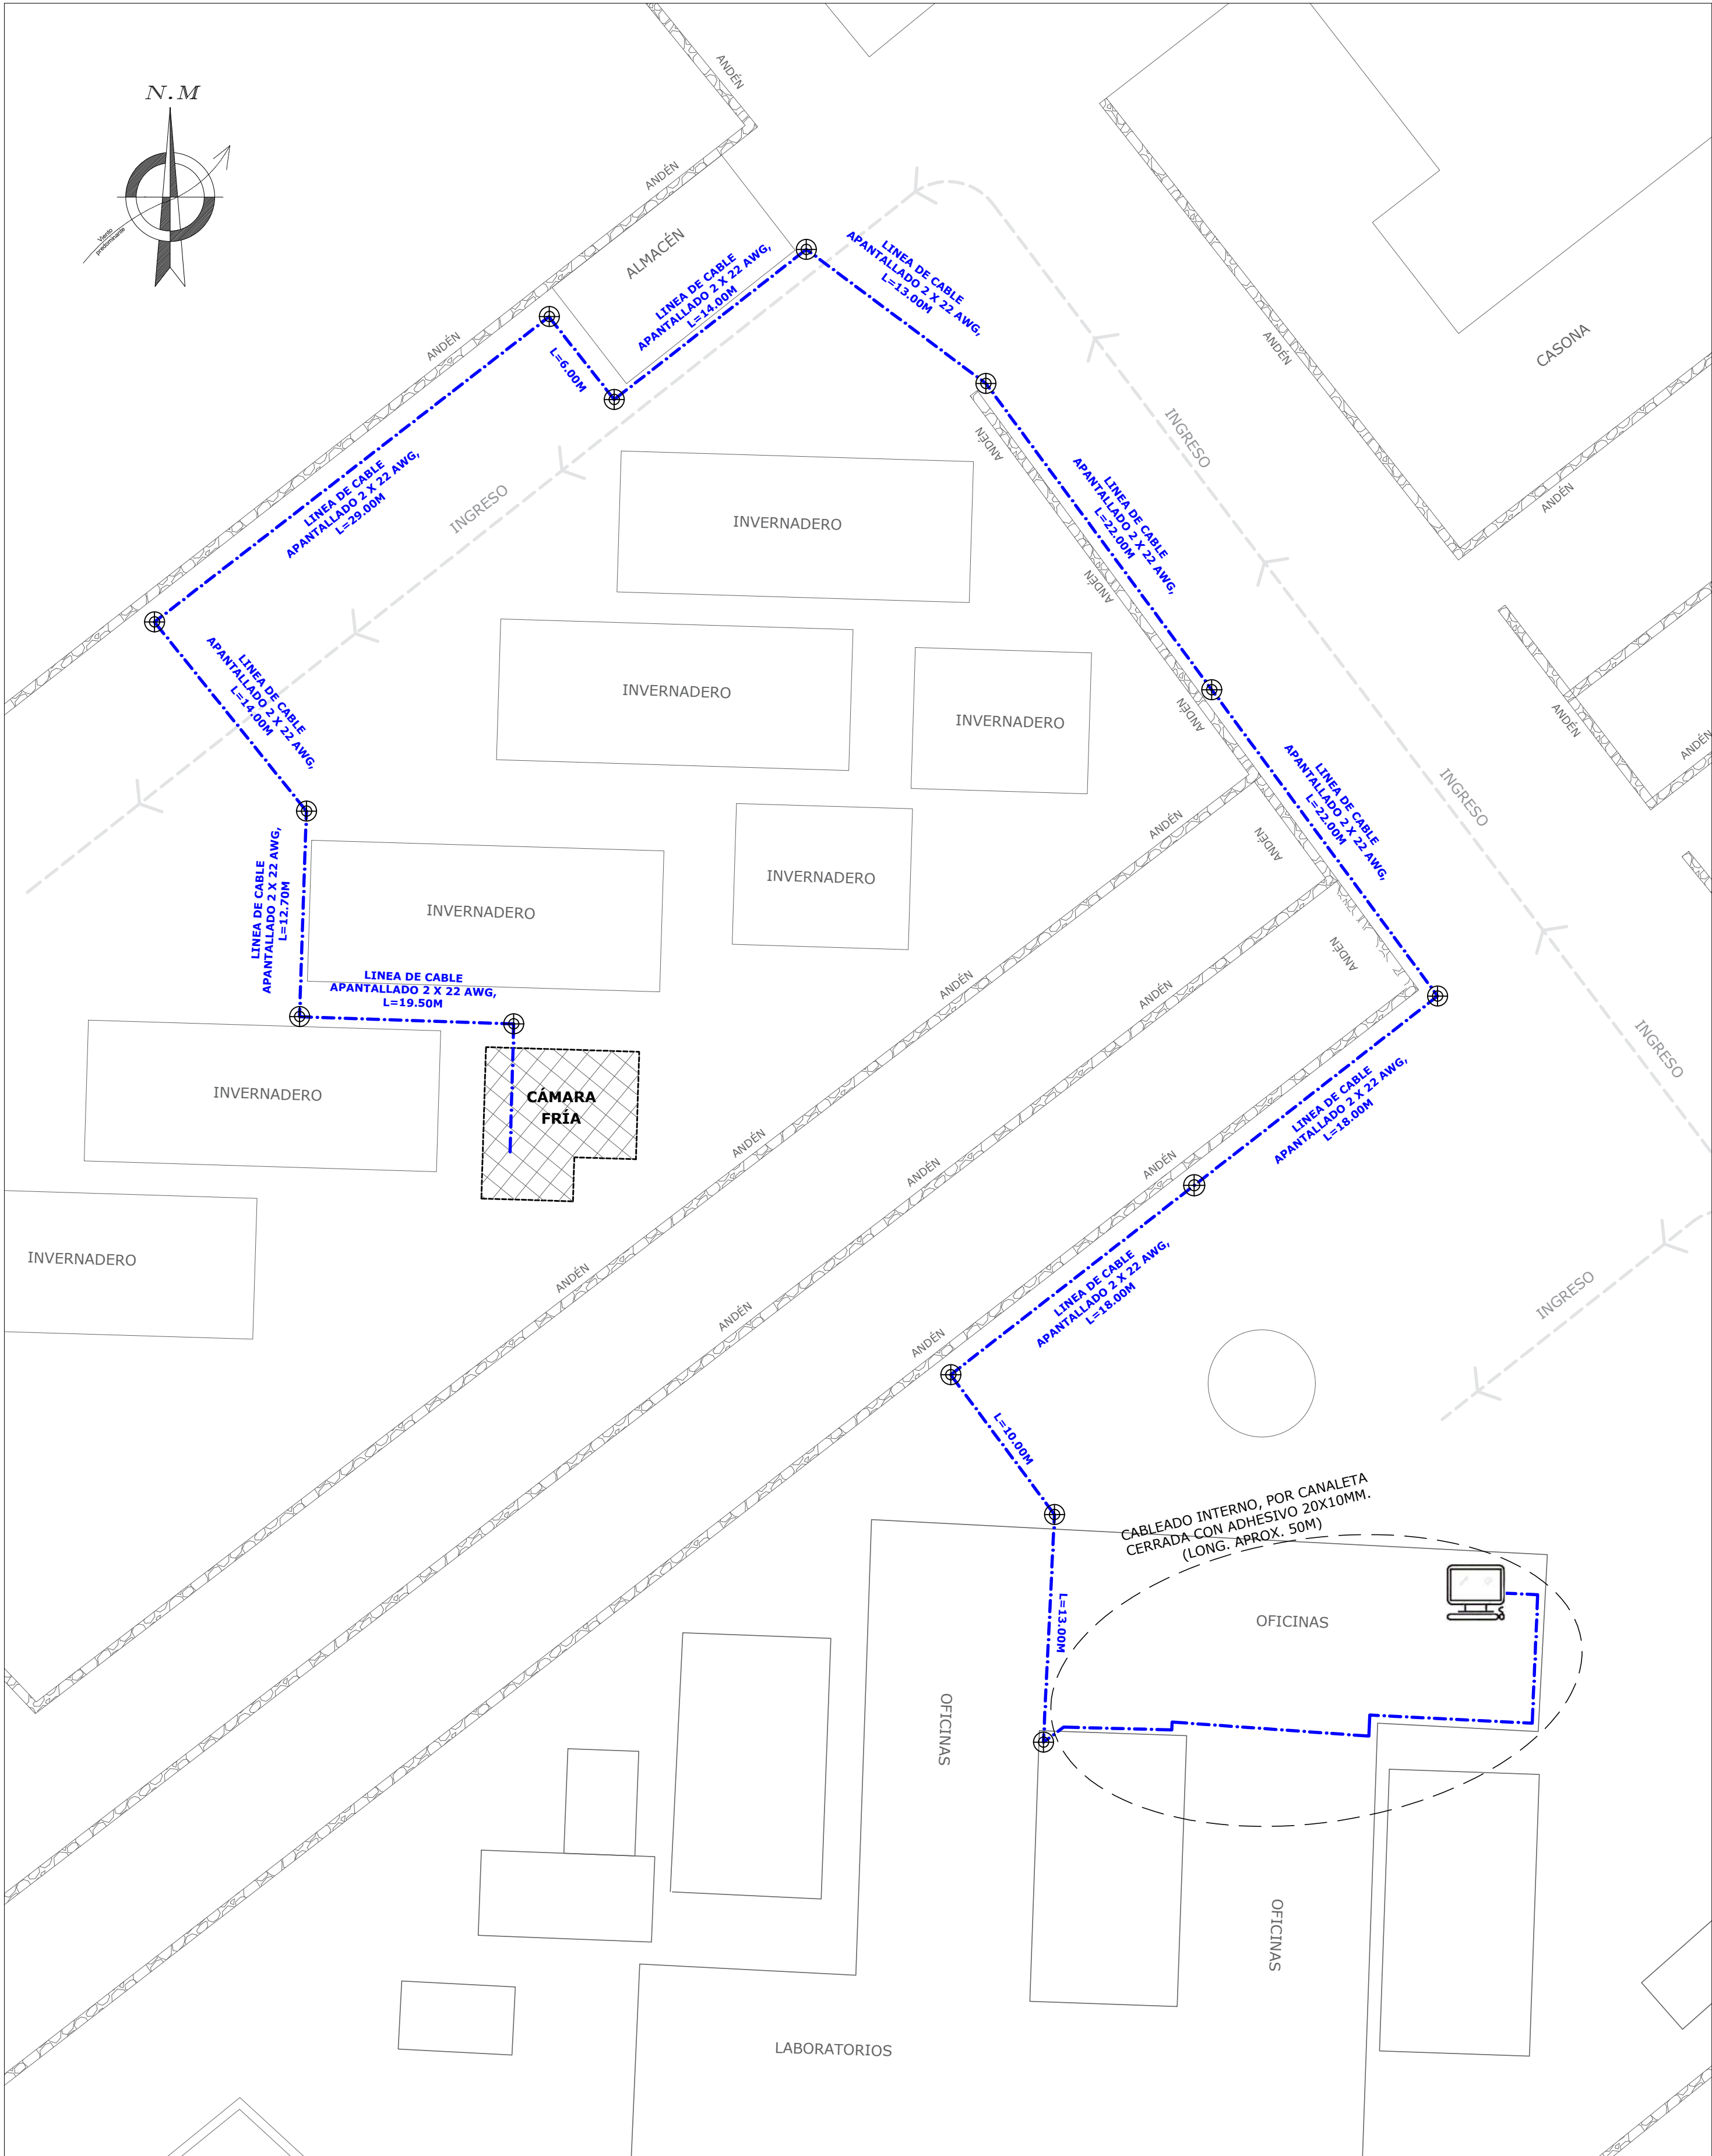 ANDÉN
N.M
Viento
predominante
ANDÉN
ALMACÉN
ANDÉN
LINEA DE CABLE
APANTALLADO 2 X 22 AWG,
L=14.00M
LINEA DE CABLE
APANTALLADO 2 X 22 AWG,
L=13.00M
L=6.00M
ANDÉN
CASONA
INGRESO
ANDÉN
LINEA DE CABLE
APANTALLADO 2 X 22 AWG,
L=29.00M
INGRESO
INVERNADERO
LINEA DE CABLE
APANTALLADO 2 X 22 AWG,
L=22.00M
ANDÉN
ANDÉN
LINEA DE CABLE
APANTALLADO 2 X 22 AWG,
L=14.00M
INVERNADERO
INVERNADERO
ANDÉN
ANDÉN
ANDÉN
INGRESO
LINEA DE CABLE
APANTALLADO 2 X 22 AWG,
L=22.00M
ANDÉN
ANDÉN
INVERNADERO
LINEA DE CABLE
APANTALLADO 2 X 22 AWG,
L=12.70M
INVERNADERO
ANDÉN
LINEA DE CABLE
APANTALLADO 2 X 22 AWG,
L=19.50M
ANDÉN
ANDÉN
INGRESO
INVERNADERO
CÁMARA
FRÍA
LINEA DE CABLE
APANTALLADO 2 X 22 AWG,
L=18.00M
ANDÉN
ANDÉN
ANDÉN
INVERNADERO
ANDÉN
LINEA DE CABLE
APANTALLADO 2 X 22 AWG,
L=18.00M
INGRESO
ANDÉN
ANDÉN
L=10.00M
CABLEADO INTERNO, POR CANALETA
CERRADA CON ADHESIVO 20X10MM.
(LONG. APROX. 50M)
L=13.00M
OFICINAS
OFICINAS
OFICINAS
LABORATORIOS